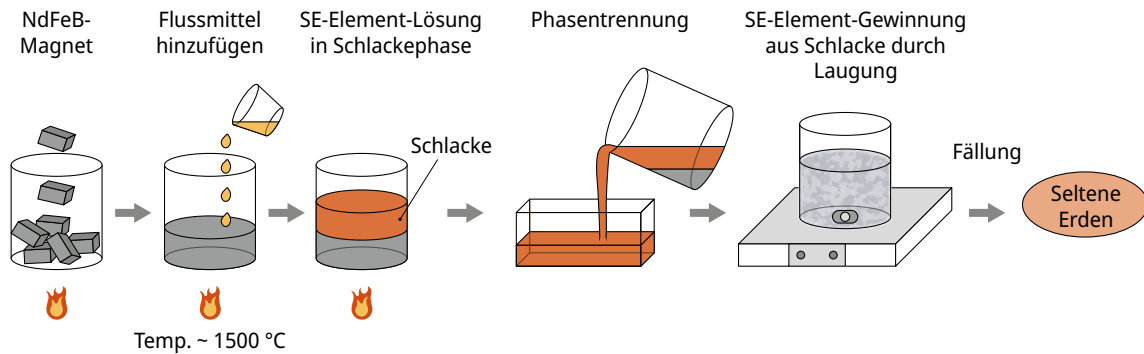 NdFeB-
Magnet
Flussmittel
hinzufügen
SE-Element-Lösung
in Schlackephase
Phasentrennung
SE-Element-Gewinnung
aus Schlacke durch
Laugung
Schlacke
Fällung
Seltene
Erden
Temp. ~ 1500 °C